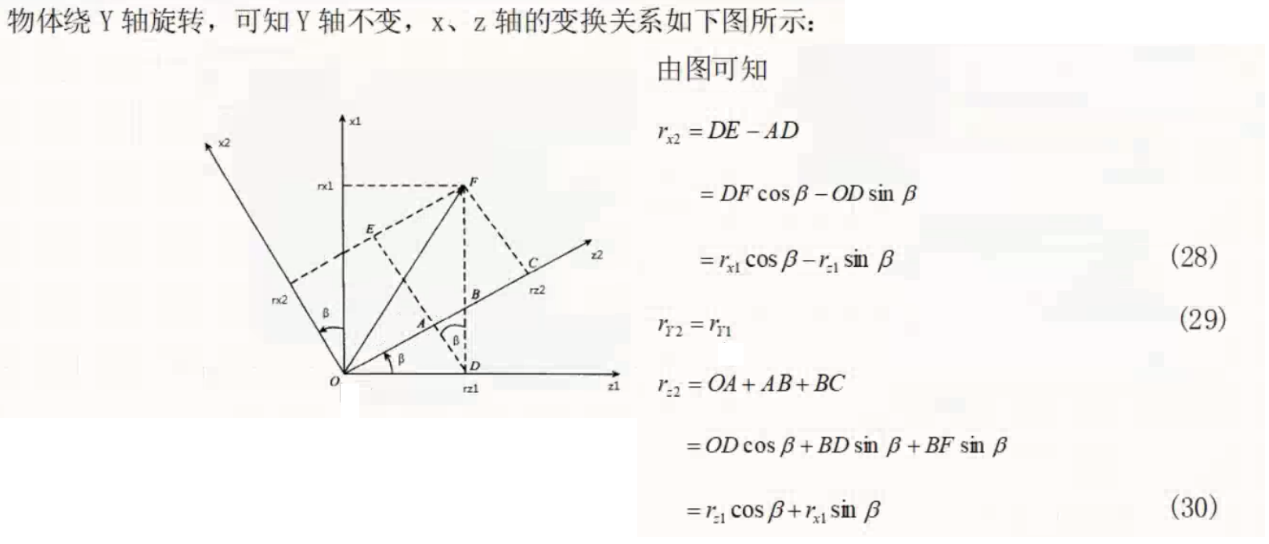 物体绕 Y 轴旋转，可知 Y 轴不变，x、z 轴的变换关系如下图所示：
x1
x2
rx1
F
E
z2
C
rz2
rx2
B
β
A
β
β
D
O
rz1
z1
由图可知
r_{x2} = DE − AD
= DF cos β − OD sin β
= r_{x1} cos β − r_{z1} sin β (28)
r_{Y2} = r_{Y1} (29)
r_{z2} = OA + AB + BC
= OD cos β + BD sin β + BF sin β
= r_{z1} cos β + r_{x1} sin β (30)